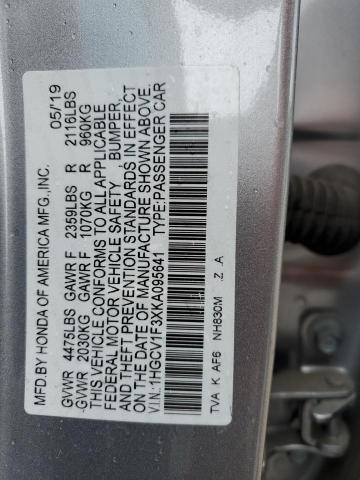 MFD.BY HONDA OF AMERICA MFG.,INC. 05/19
GVWR 4475LBS GAWR F 2359LBS R 2116LBS
GVWR 2030KG GAWR F 1070KG R 960KG
THIS VEHICLE CONFORMS TO ALL APPLICABLE
FEDERAL MOTOR VEHICLE SAFETY BUMPER,
AND THEFT PREVENTION STANDARDS IN EFFECT
ON THE DATE OF MANUFACTURE SHOWN ABOVE.
V.I.N.:1HGCV1F3XKA095641 TYPE:PASSENGER CAR
TVA K AF6 NH830M Z A